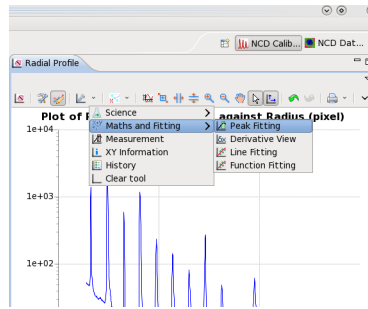 NCD Calib... NCD Dat...
Radial Profile
Plot of
against Radius (pixel)
Science
Maths and Fitting
Measurement
XY Information
History
Clear tool
Peak Fitting
Derivative View
Line Fitting
Function Fitting
1e+04
1e+03
1e+02